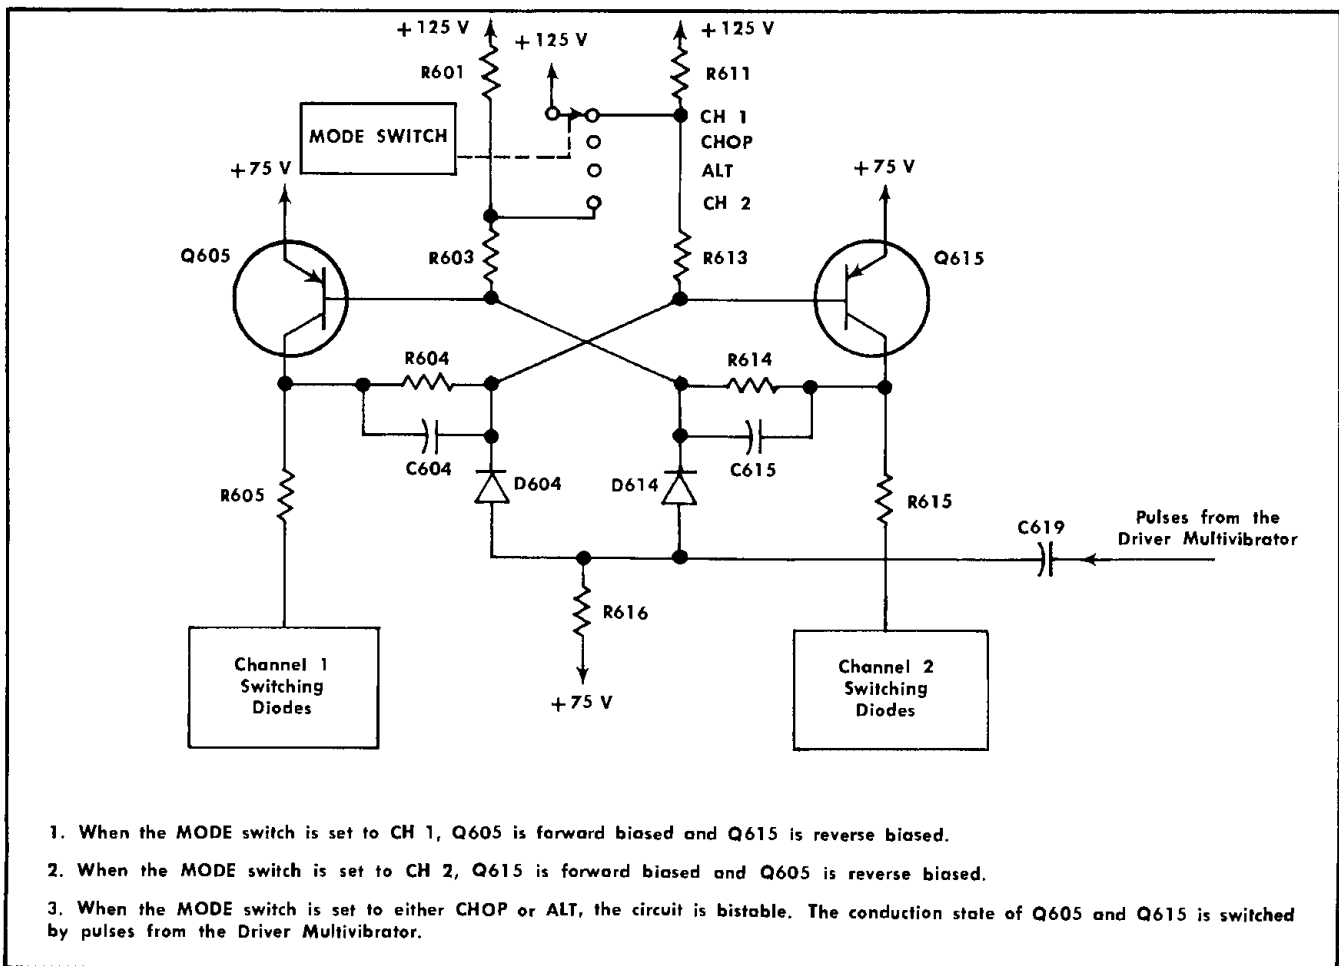 +125 V
+125 V
+125 V
R601
R611
MODE SWITCH
CH 1
CHOP
ALT
CH 2
+75 V
+75 V
Q605
R603
R613
Q615
R604
R614
C604
C615
R605
D604
D614
R615
C619
Pulses from the
Driver Multivibrator
R616
+75 V
Channel 1
Switching
Diodes
Channel 2
Switching
Diodes
1. When the MODE switch is set to CH 1, Q605 is forward biased and Q615 is reverse biased.
2. When the MODE switch is set to CH 2, Q615 is forward biased and Q605 is reverse biased.
3. When the MODE switch is set to either CHOP or ALT, the circuit is bistable. The conduction state of Q605 and Q615 is switched
by pulses from the Driver Multivibrator.